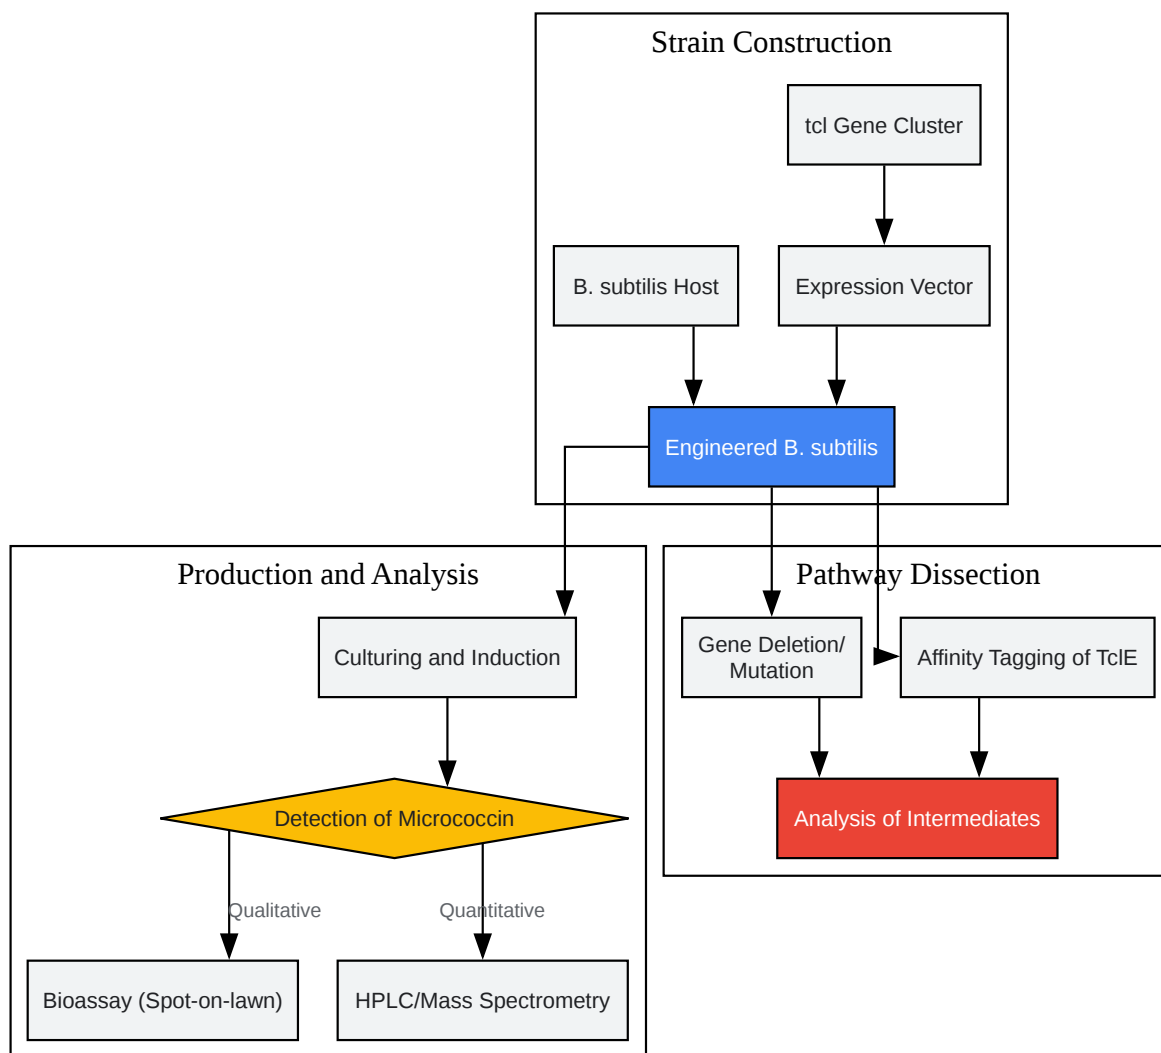 Strain Construction
tcl Gene Cluster
B. subtilis Host
Expression Vector
Engineered B. subtilis
Production and Analysis
Culturing and Induction
Detection of Micrococcin
Qualitative
Quantitative
Bioassay (Spot-on-lawn)
HPLC/Mass Spectrometry
Pathway Dissection
Gene Deletion/
Mutation
Affinity Tagging of TclE
Analysis of Intermediates